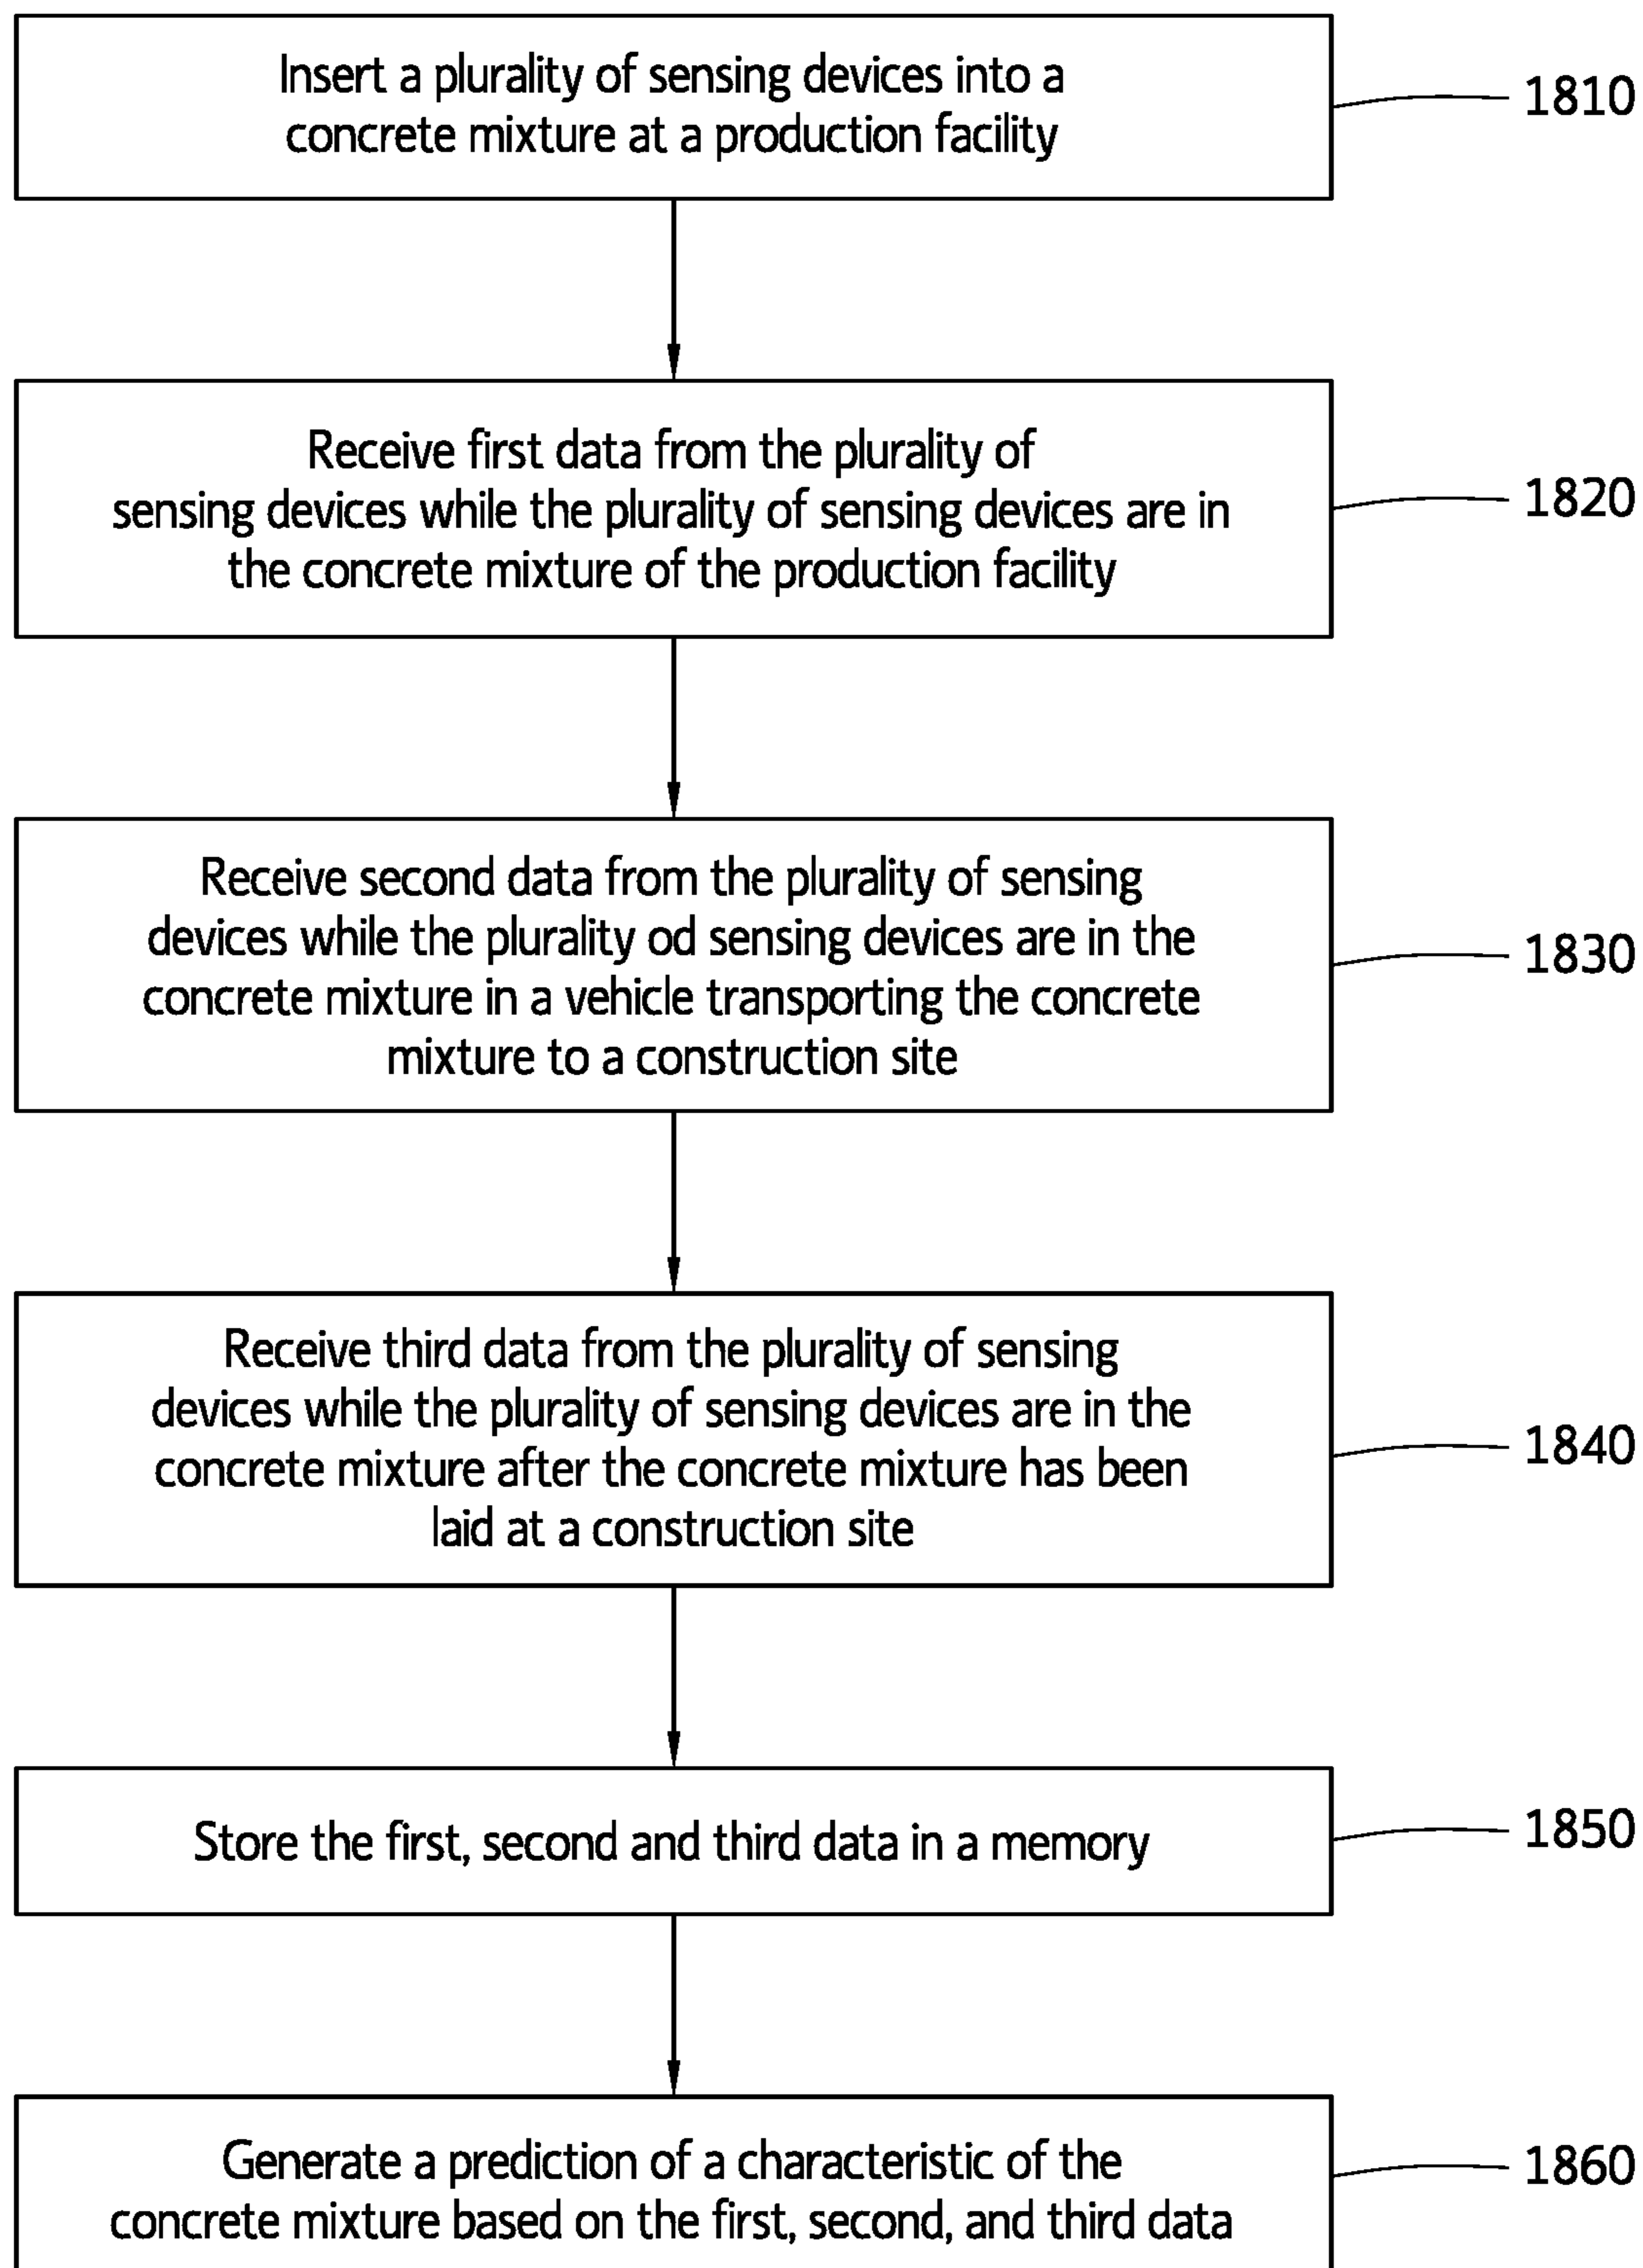 Insert a plurality of sensing devices into a
concrete mixture at a production facility
1810
Receive first data from the plurality of
sensing devices while the plurality of sensing devices are in
the concrete mixture of the production facility
1820
Receive second data from the plurality of sensing
devices while the plurality od sensing devices are in the
concrete mixture in a vehicle transporting the concrete
mixture to a construction site
1830
Receive third data from the plurality of sensing
devices while the plurality of sensing devices are in the
concrete mixture after the concrete mixture has been
laid at a construction site
1840
Store the first, second and third data in a memory
1850
Generate a prediction of a characteristic of the
concrete mixture based on the first, second, and third data
1860